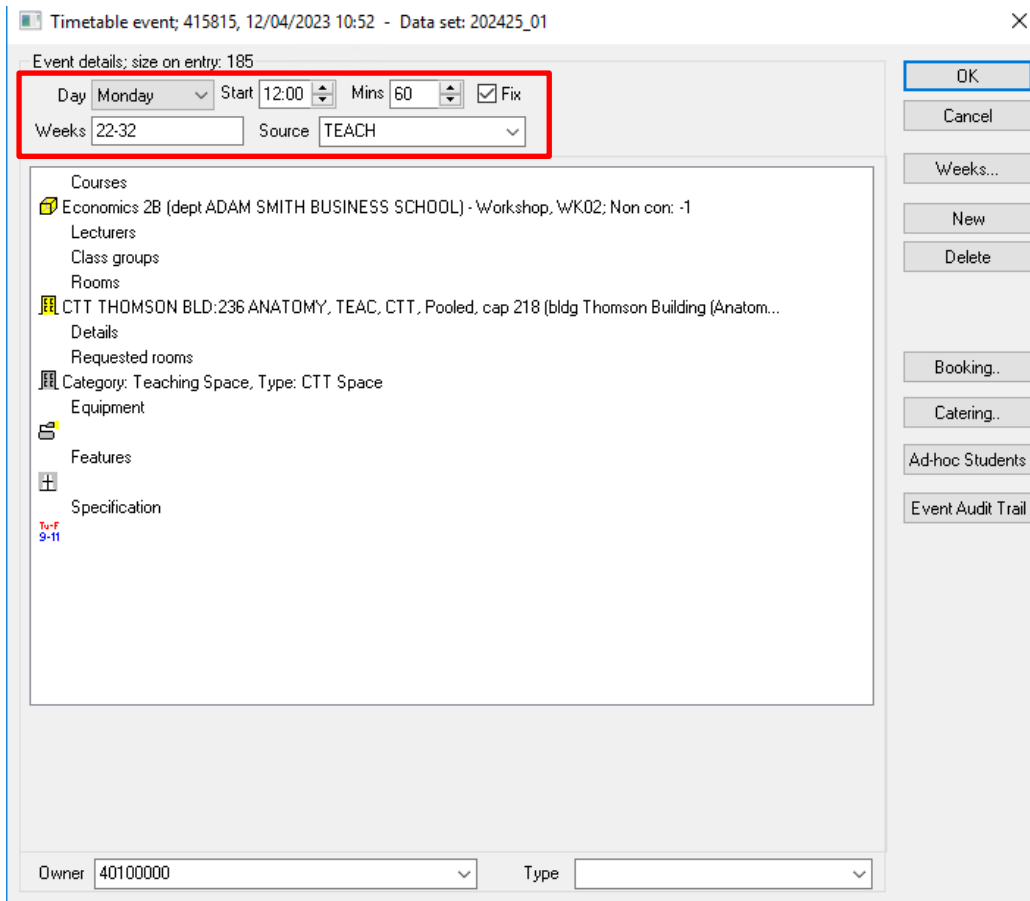 Timetable event; 415815, 12/04/2023 10:52 - Data set: 202425_01
Event details; size on entry: 185
Day Monday Start 12:00 Mins 60 Fix
Weeks 22-32 Source TEACH
OK
Cancel
Weeks...
New
Delete
Booking..
Catering..
Ad-hoc Students
Event Audit Trail
Courses
Economics 2B (dept ADAM SMITH BUSINESS SCHOOL) - Workshop, WK02; Non con: -1
Lecturers
Class groups
Rooms
CTT THOMSON BLD:236 ANATOMY, TEAC, CTT, Pooled, cap 218 (bldg Thomson Building (Anatom...
Details
Requested rooms
Category: Teaching Space, Type: CTT Space
Equipment
Features
Specification
Tu-F
9-11
Owner 40100000 Type